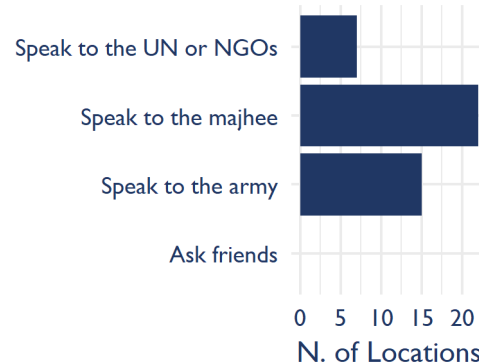 Speak to the UN or NGOs
Speak to the majhee
Speak to the army
Ask friends
0 5 10 15 20
N. of Locations